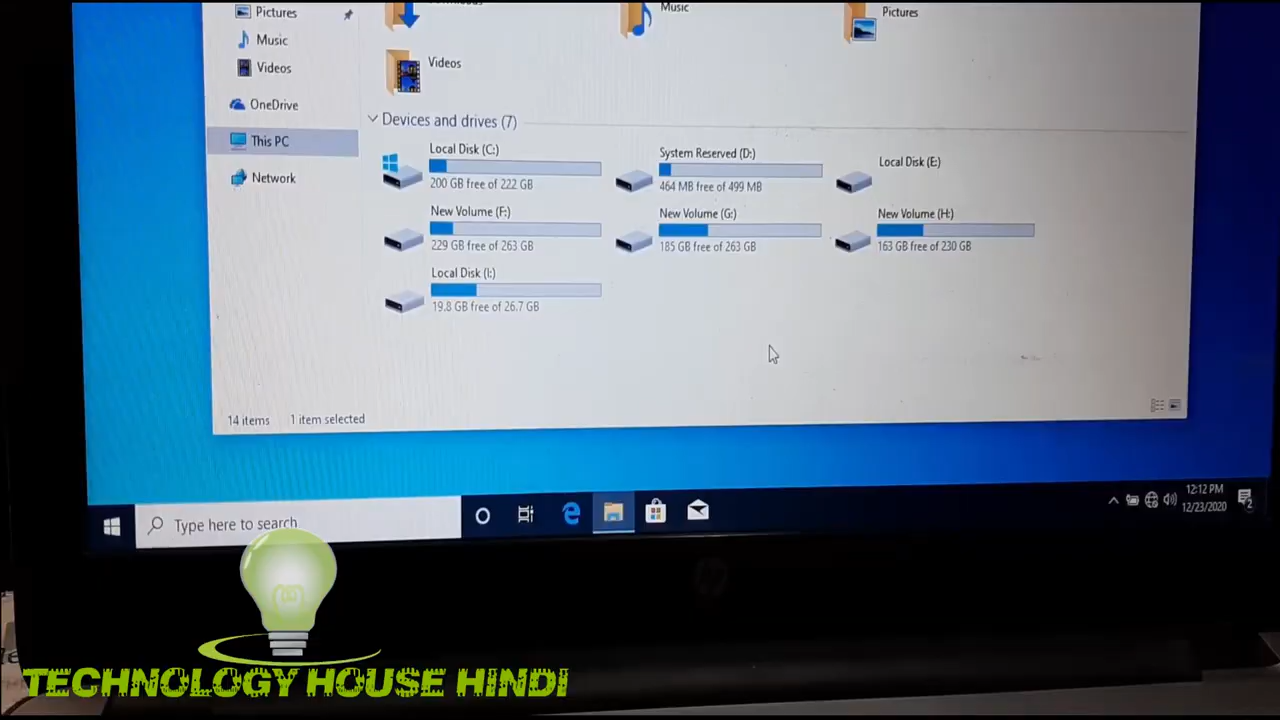 Pictures
Music
Videos
OneDrive
This PC
Network
Music
Pictures
Videos
Devices and drives (7)
Local Disk (C:)
200 GB free of 222 GB
System Reserved (D:)
464 MB free of 499 MB
Local Disk (E:)
New Volume (F:)
229 GB free of 263 GB
New Volume (G:)
185 GB free of 263 GB
New Volume (H:)
163 GB free of 230 GB
Local Disk (I:)
19.8 GB free of 26.7 GB
14 items 1 item selected
Type here to search
12:12 PM
12/23/2020
2
hp
TECHNOLOGY HOUSE HINDI